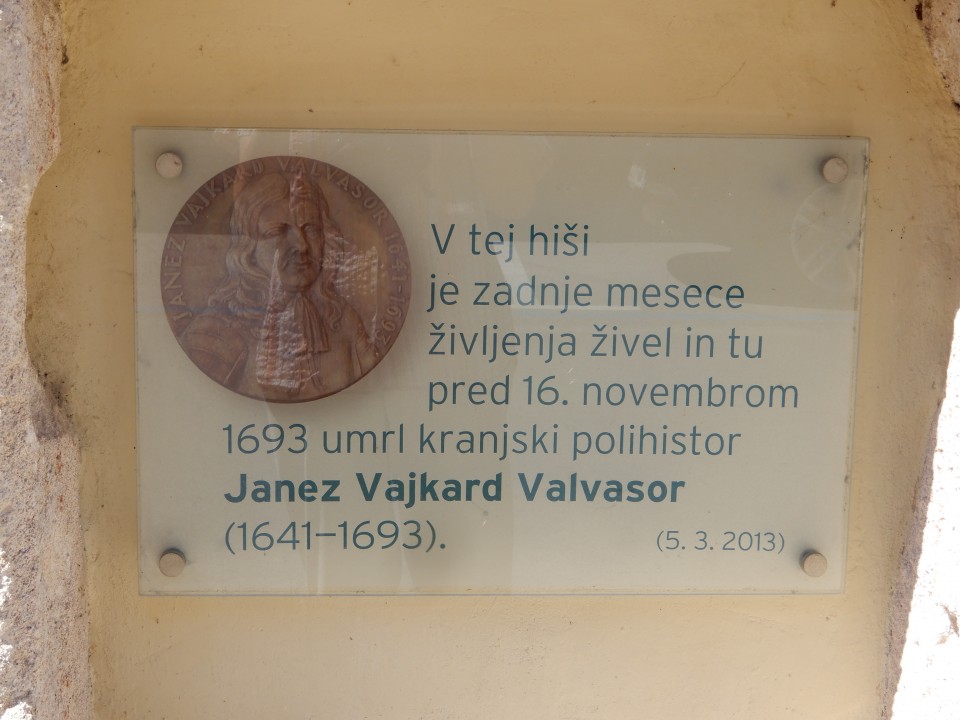 JANEZ VAJKARD VALVASOR 1641-1693
V tej hiši
je zadnje mesece
življenja živel in tu
pred 16. novembrom
1693 umrl kranjski polihistor
Janez Vajkard Valvasor
(1641–1693).
(5. 3. 2013)